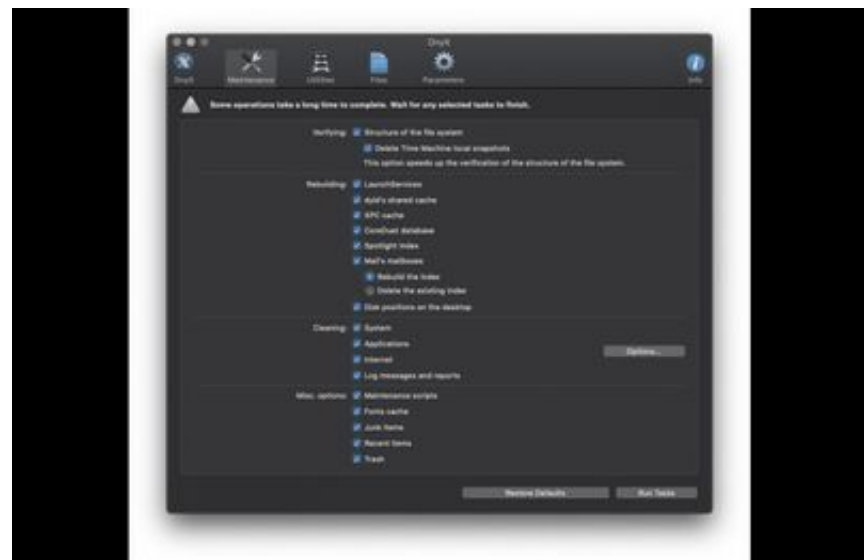 OnyX
OnyX
Maintenance
Utilities
Files
Parameters
Info
Some operations take a long time to complete. Wait for any selected tasks to finish.
Verifying: Structure of the file system
Delete Time Machine local snapshots
This option speeds up the verification of the structure of the file system.
Rebuilding: LaunchServices
dyld's shared cache
XPC cache
CoreDuet database
Spotlight index
Mail's mailboxes
Rebuild the index
Delete the existing index
Disk positions on the desktop
Cleaning: System
Applications
Internet
Log messages and reports
Options...
Misc. options: Maintenance scripts
Fonts cache
Junk items
Recent items
Trash
Restore Defaults
Run Tasks